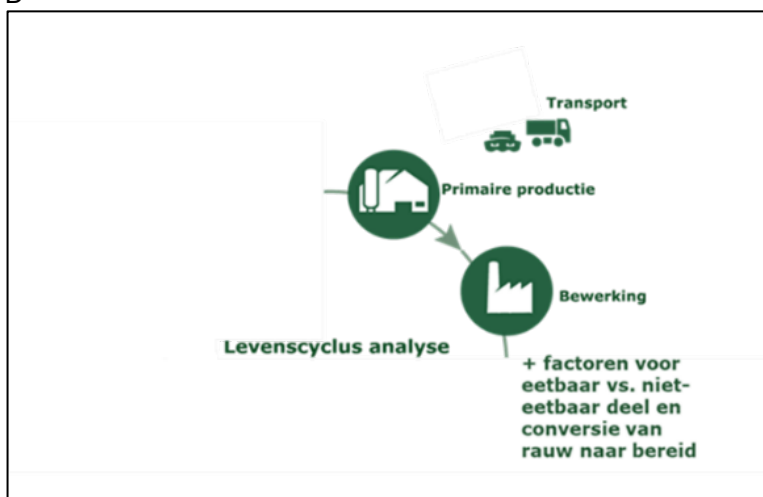 Transport
Primaire productie
Bewerking
Levenscyclus analyse
+ factoren voor
eetbaar vs. niet-
eetbaar deel en
conversie van
rauw naar bereid